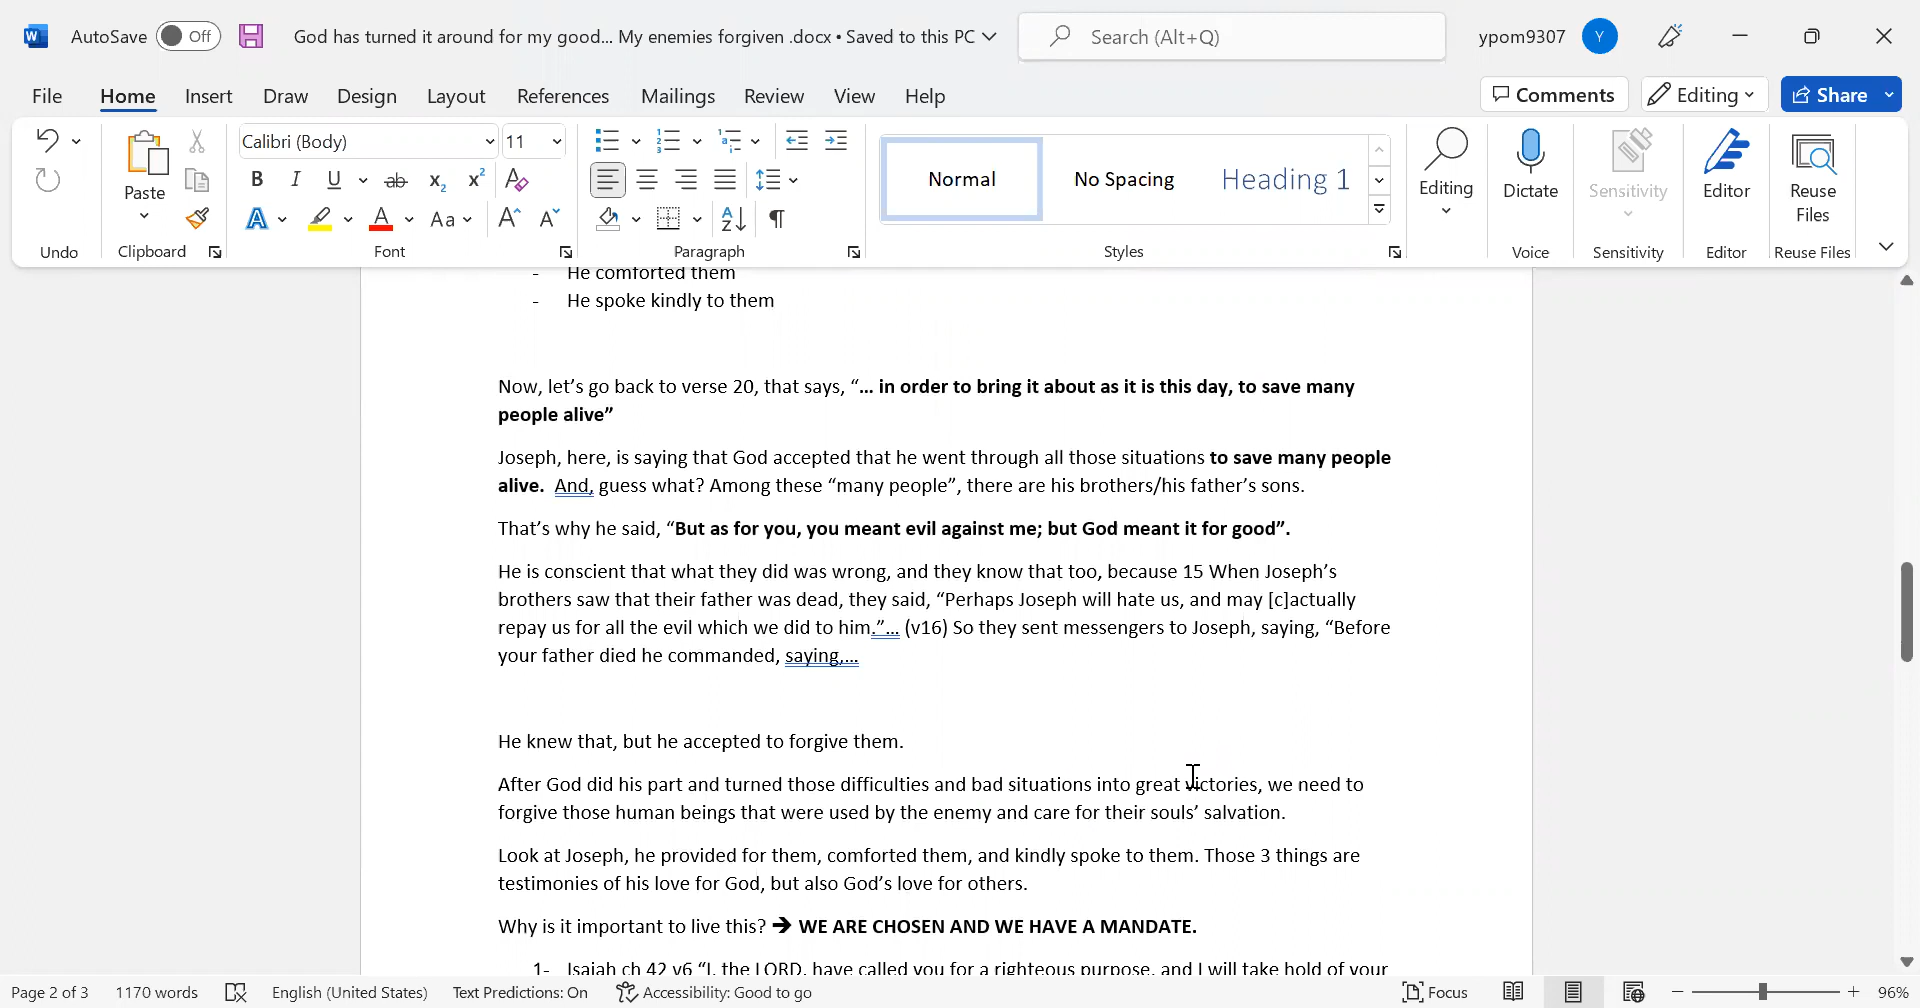 AutoSave Off God has turned it around for my good... My enemies forgiven .docx • Saved to this PC Search (Alt+Q) ypom9307 Y
File Home Insert Draw Design Layout References Mailings Review View Help Comments Editing Share
Calibri (Body) 11
Paste
Normal No Spacing Heading 1
Editing Dictate Sensitivity Editor Reuse Files
Undo Clipboard Font Paragraph Styles Voice Sensitivity Editor Reuse Files
- He comforted them
- He spoke kindly to them
Now, let's go back to verse 20, that says, “... in order to bring it about as it is this day, to save many
people alive”
Joseph, here, is saying that God accepted that he went through all those situations to save many people
alive. And, guess what? Among these “many people”, there are his brothers/his father's sons.
That's why he said, “But as for you, you meant evil against me; but God meant it for good”.
He is conscient that what they did was wrong, and they know that too, because 15 When Joseph's
brothers saw that their father was dead, they said, “Perhaps Joseph will hate us, and may [c]actually
repay us for all the evil which we did to him.”... (v16) So they sent messengers to Joseph, saying, “Before
your father died he commanded, saying,...
He knew that, but he accepted to forgive them.
After God did his part and turned those difficulties and bad situations into great victories, we need to
forgive those human beings that were used by the enemy and care for their souls' salvation.
Look at Joseph, he provided for them, comforted them, and kindly spoke to them. Those 3 things are
testimonies of his love for God, but also God's love for others.
Why is it important to live this? ➔ WE ARE CHOSEN AND WE HAVE A MANDATE.
1- Isaiah ch 42 v6 “I, the LORD, have called you for a righteous purpose, and I will take hold of your
Page 2 of 3 1170 words English (United States) Text Predictions: On Accessibility: Good to go Focus 96%